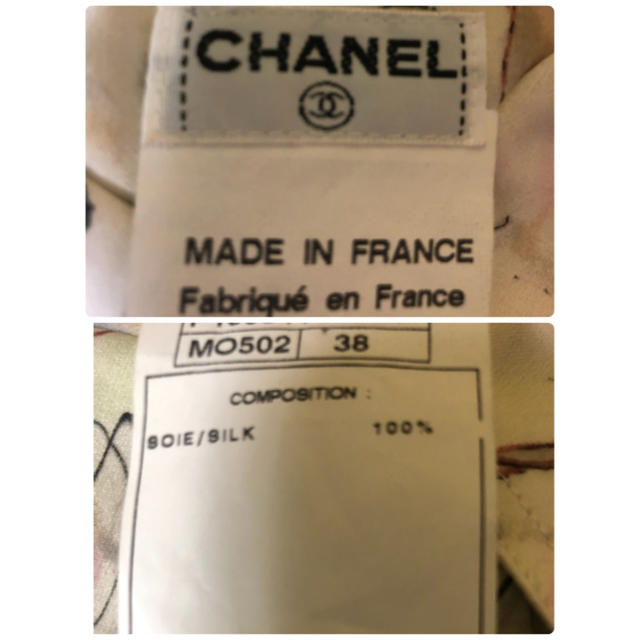 CHANEL
MADE IN FRANCE
Fabriqué en France
MO502 38
COMPOSITION :
SOIE/SILK 100%